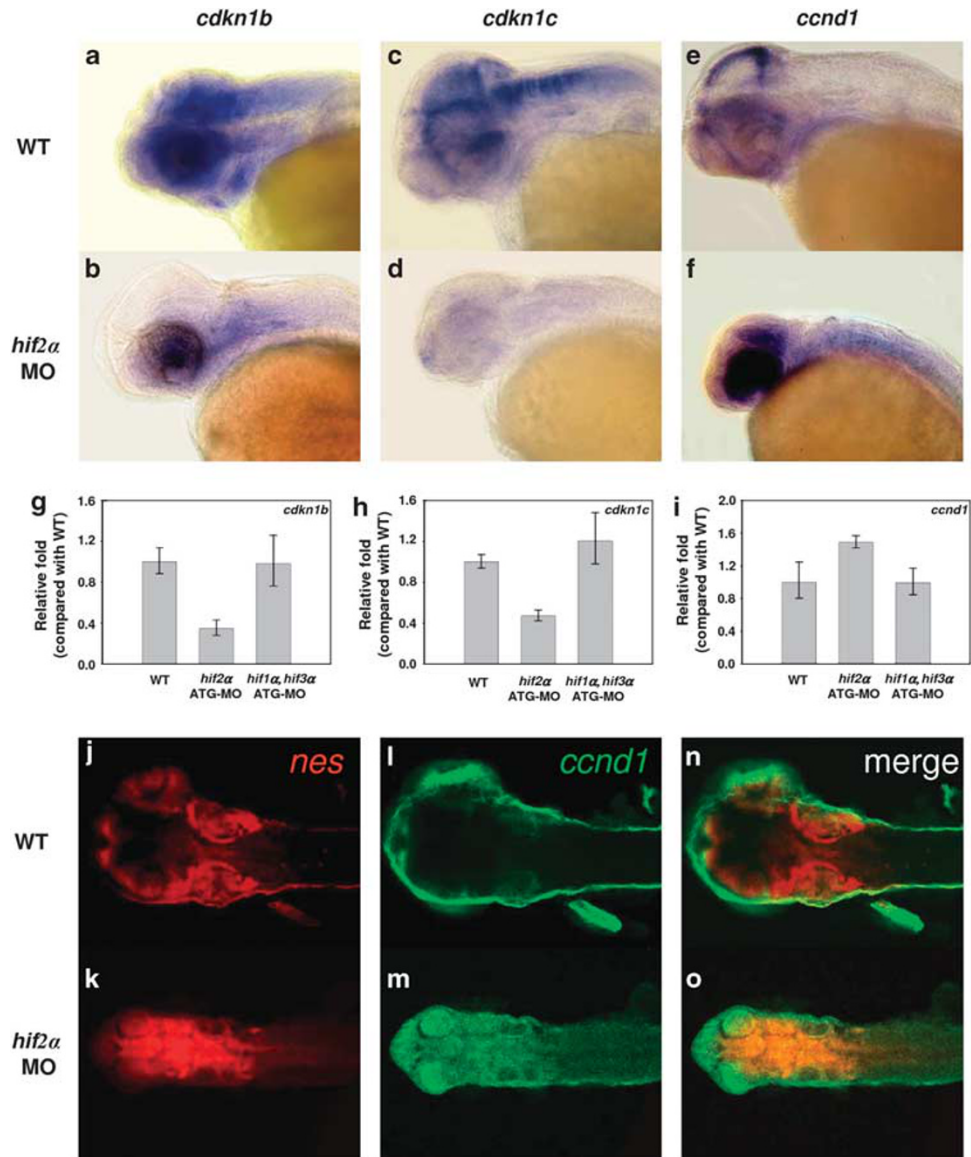 cdkn1b cdkn1c ccnd1
a c e
WT
b d f
hif2α
MO
g h i
cdkn1b
Relative fold
(compared with WT)
1.6
1.2
0.8
0.4
0.0
WT
hif2α
ATG-MO
hif1α, hif3α
ATG-MO
cdkn1c
Relative fold
(compared with WT)
1.6
1.2
0.8
0.4
0.0
WT
hif2α
ATG-MO
hif1α, hif3α
ATG-MO
ccnd1
Relative fold
(compared with WT)
2.0
1.6
1.2
0.8
0.4
0.0
WT
hif2α
ATG-MO
hif1α, hif3α
ATG-MO
j nes l ccnd1 n merge
WT
k m o
hif2α
MO